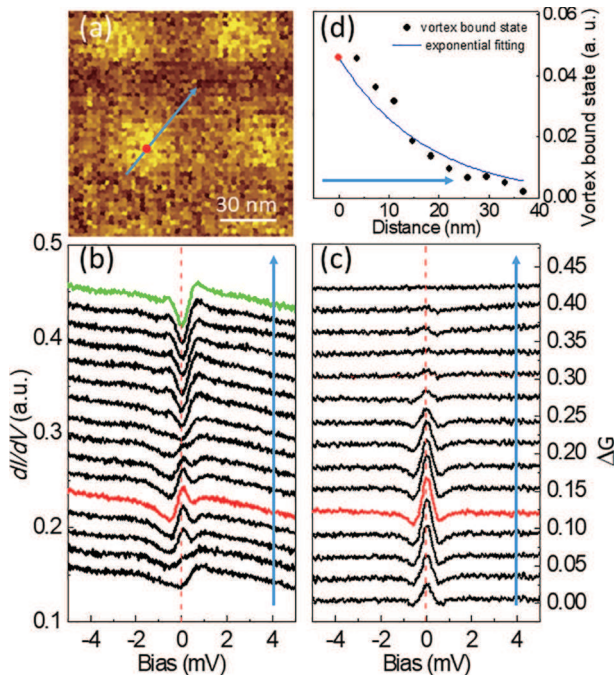 (a)
30 nm
(d)
vortex bound state
exponential fitting
0.06
0.04
0.02
0.00
Vortex bound state (a. u.)
0
10
20
30
40
Distance (nm)
(b)
0.5
0.4
0.3
0.2
0.1
dI/dV (a.u.)
-4
-2
0
2
4
Bias (mV)
(c)
0.45
0.40
0.35
0.30
0.25
0.20
0.15
0.10
0.05
0.00
ΔG
-4
-2
0
2
4
Bias (mV)